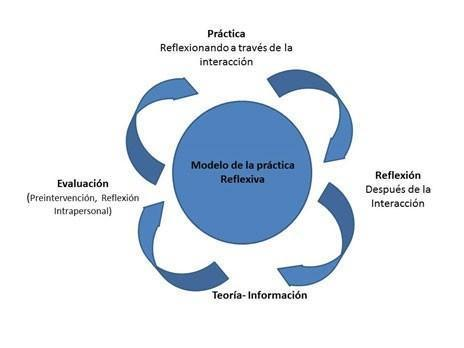 Práctica
Reflexionando a través de la
interacción
Modelo de la práctica
Reflexiva
Reflexión
Después de la
Interacción
Evaluación
(Preintervención, Reflexión
Intrapersonal)
Teoría- Información